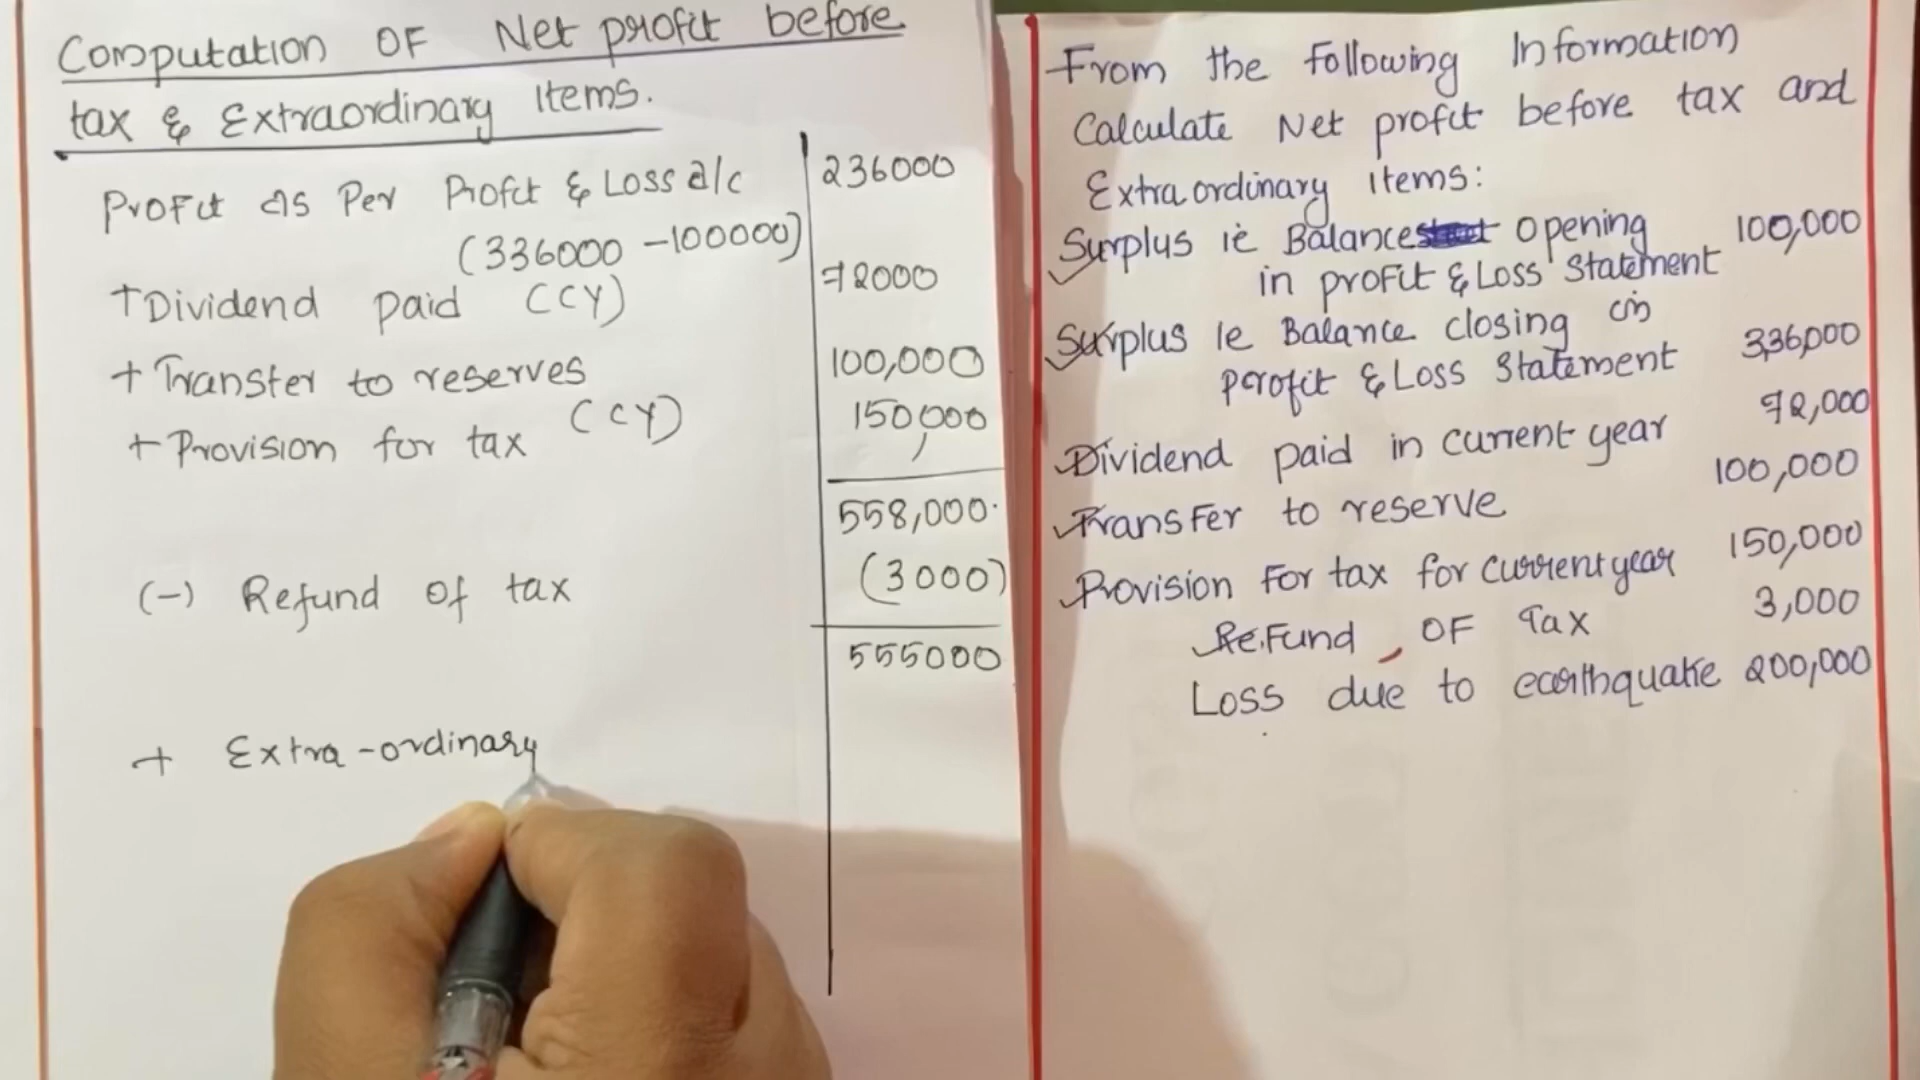 Computation OF Net profit before
tax & Extraordinary Items.
Profit as Per Profit & Loss a/c 236000
(336000 -100000)
+Dividend paid (CY) 72000
+ Transfer to reserves 100,000
+ Provision for tax (CY) 150,000
558,000.
(-) Refund of tax (3000)
555000
+ Extra-ordinary
From the following Information
Calculate Net profit before tax and
Extraordinary Items:
Surplus ie Balance opening 100,000
in profit & Loss Statement
Surplus ie Balance closing in
profit & Loss Statement 336,000
Dividend paid in current year 72,000
Transfer to reserve 100,000
Provision For tax for current year 150,000
Refund OF Tax 3,000
Loss due to earthquake 200,000